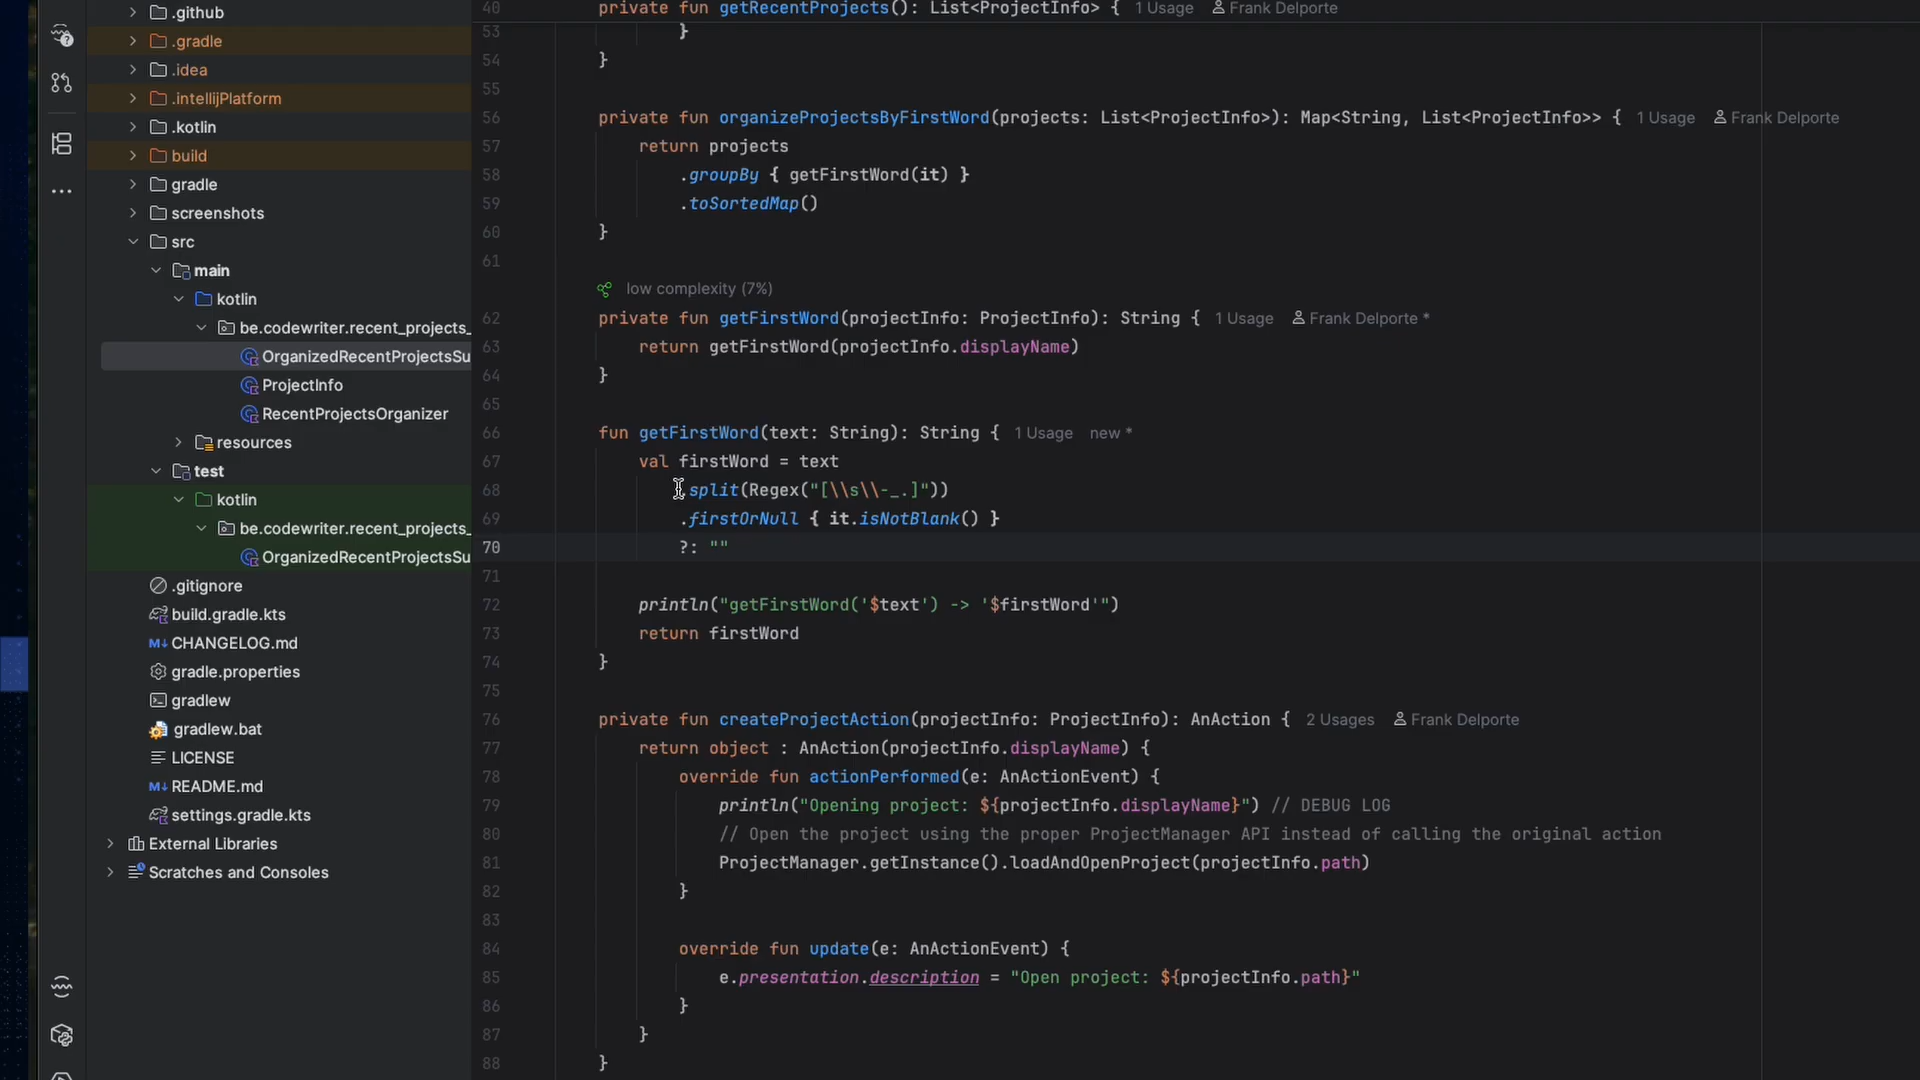 .github
.gradle
.idea
.intellijPlatform
.kotlin
build
gradle
screenshots
src
main
kotlin
be.codewriter.recent_projects_
OrganizedRecentProjectsSu
ProjectInfo
RecentProjectsOrganizer
resources
test
kotlin
be.codewriter.recent_projects_
OrganizedRecentProjectsSu
.gitignore
build.gradle.kts
M↓ CHANGELOG.md
gradle.properties
gradlew
gradlew.bat
LICENSE
M↓ README.md
settings.gradle.kts
External Libraries
Scratches and Consoles
40 private fun getRecentProjects(): List<ProjectInfo> { 1 Usage Frank Delporte
53 }
54 }
55
56 private fun organizeProjectsByFirstWord(projects: List<ProjectInfo>): Map<String, List<ProjectInfo>> { 1 Usage Frank Delporte
57 return projects
58 .groupBy { getFirstWord(it) }
59 .toSortedMap()
60 }
61
low complexity (7%)
62 private fun getFirstWord(projectInfo: ProjectInfo): String { 1 Usage Frank Delporte *
63 return getFirstWord(projectInfo.displayName)
64 }
65
66 fun getFirstWord(text: String): String { 1 Usage new *
67 val firstWord = text
68 .split(Regex("[\\s\\-_.]"))
69 .firstOrNull { it.isNotBlank() }
70 ?: ""
71
72 println("getFirstWord('$text') -> '$firstWord'")
73 return firstWord
74 }
75
76 private fun createProjectAction(projectInfo: ProjectInfo): AnAction { 2 Usages Frank Delporte
77 return object : AnAction(projectInfo.displayName) {
78 override fun actionPerformed(e: AnActionEvent) {
79 println("Opening project: ${projectInfo.displayName}") // DEBUG LOG
80 // Open the project using the proper ProjectManager API instead of calling the original action
81 ProjectManager.getInstance().loadAndOpenProject(projectInfo.path)
82 }
83
84 override fun update(e: AnActionEvent) {
85 e.presentation.description = "Open project: ${projectInfo.path}"
86 }
87 }
88 }